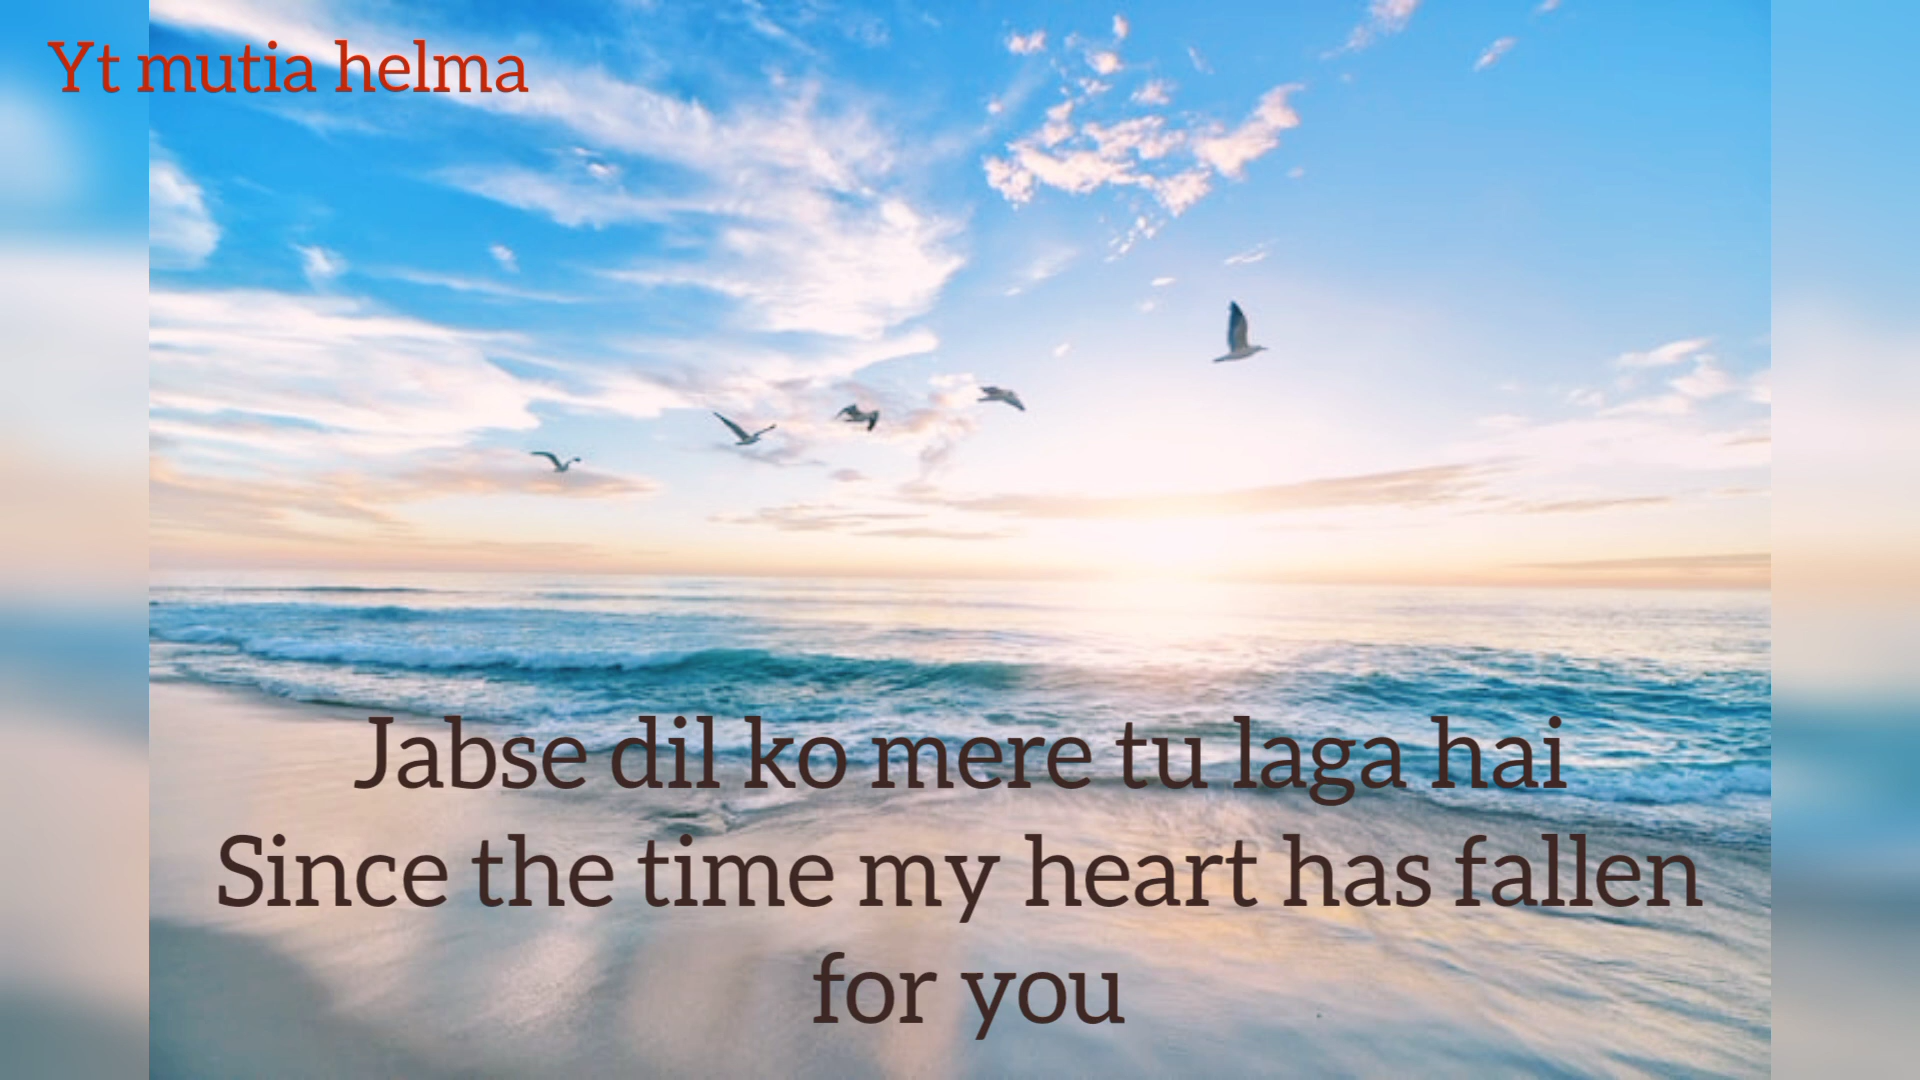 Yt mutia helma
Jabse dil ko mere tu laga hai
Since the time my heart has fallen
for you